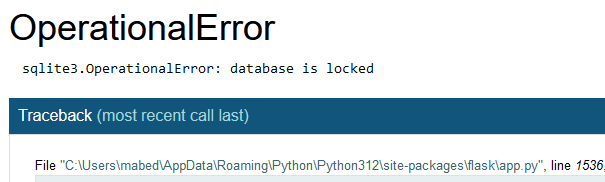 OperationalError
sqlite3.OperationalError: database is locked
Traceback (most recent call last)
File "C:\Users\mabed\AppData\Roaming\Python\Python312\site-packages\flask\app.py", line 1536,